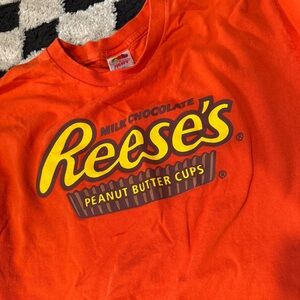 MILK CHOCOLATE
Reese's®
PEANUT BUTTER CUPS®